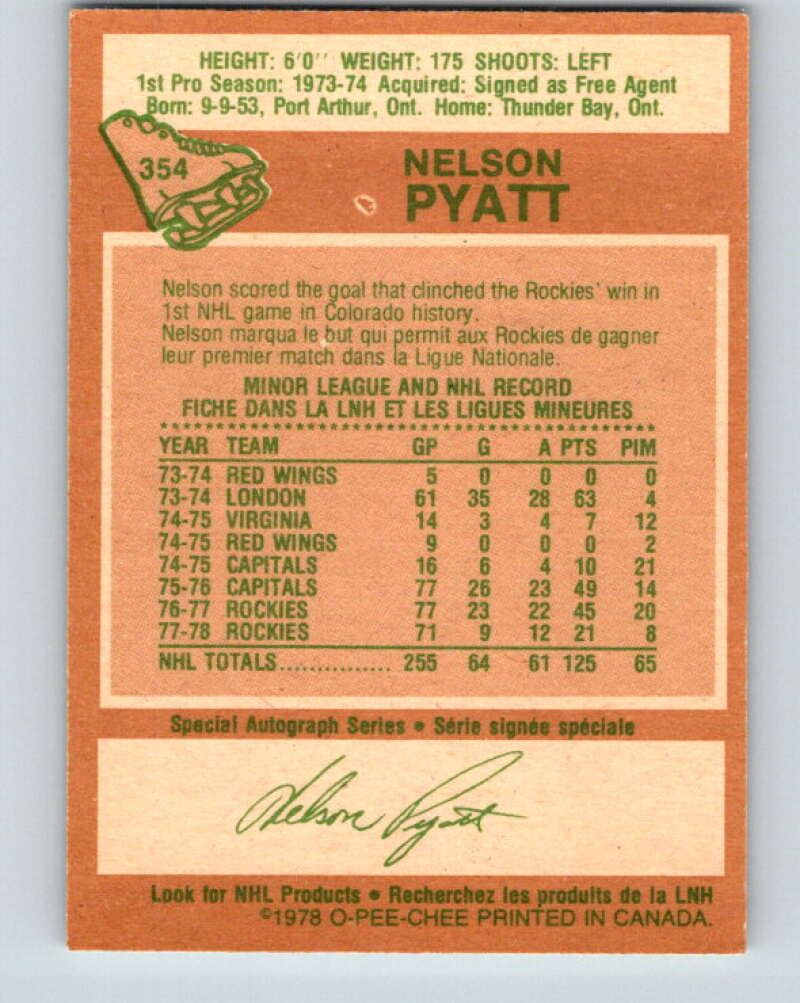 HEIGHT: 6'0'' WEIGHT: 175 SHOOTS: LEFT
1st Pro Season: 1973-74 Acquired: Signed as Free Agent
Born: 9-9-53, Port Arthur, Ont. Home: Thunder Bay, Ont.
354
NELSON
PYATT
Nelson scored the goal that clinched the Rockies' win in
1st NHL game in Colorado history.
Nelson marqua le but qui permit aux Rockies de gagner
leur premier match dans la Ligue Nationale.
MINOR LEAGUE AND NHL RECORD
FICHE DANS LA LNH ET LES LIGUES MINEURES
YEAR TEAM GP G A PTS PIM
73-74 RED WINGS 5 0 0 0 0
73-74 LONDON 61 35 28 63 4
74-75 VIRGINIA 14 3 4 7 12
74-75 RED WINGS 9 0 0 0 2
74-75 CAPITALS 16 6 4 10 21
75-76 CAPITALS 77 26 23 49 14
76-77 ROCKIES 77 23 22 45 20
77-78 ROCKIES 71 9 12 21 8
NHL TOTALS............... 255 64 61 125 65
Special Autograph Series • Série signée spéciale
Nelson Pyatt
Look for NHL Products • Recherchez les produits de la LNH
©1978 O-PEE-CHEE PRINTED IN CANADA.